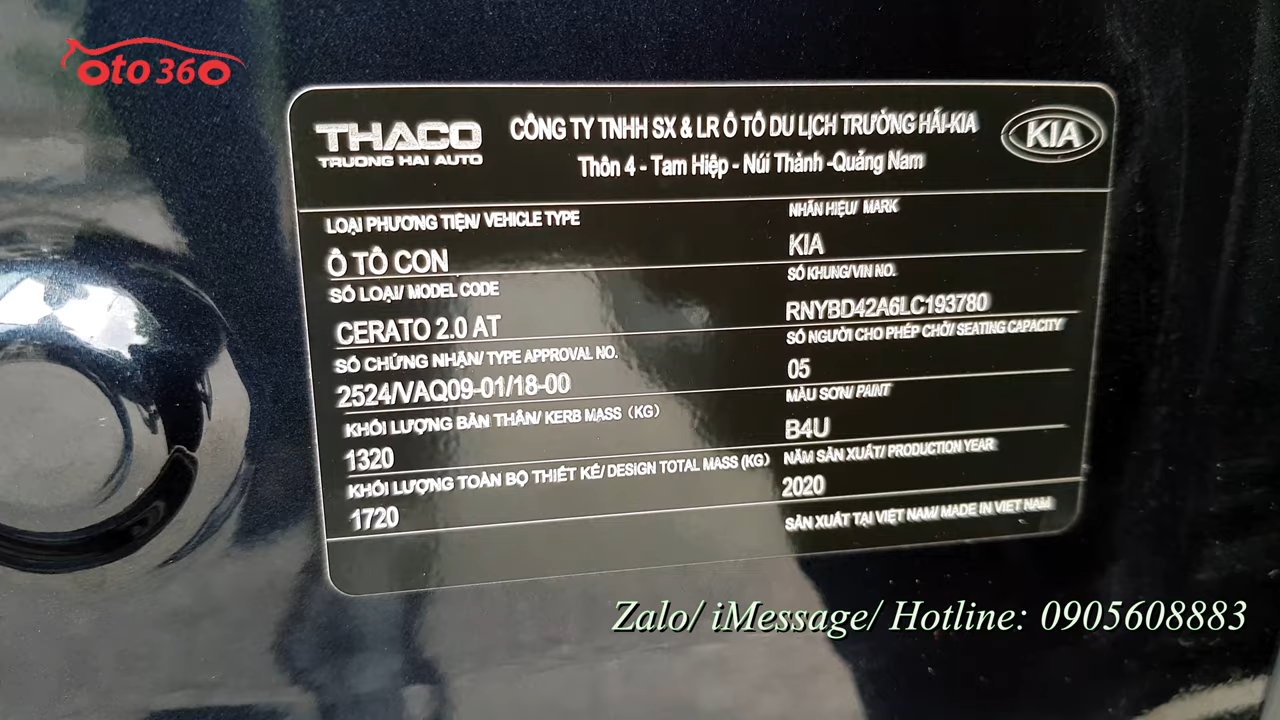 oto 360
THACO
TRUONG HAI AUTO
CÔNG TY TNHH SX & LR Ô TÔ DU LỊCH TRƯỜNG HẢI-KIA
Thôn 4 - Tam Hiệp - Núi Thành -Quảng Nam
KIA
LOẠI PHƯƠNG TIỆN/ VEHICLE TYPE
Ô TÔ CON
NHÃN HIỆU/ MARK
KIA
SỐ LOẠI/ MODEL CODE
CERATO 2.0 AT
SỐ KHUNG/VIN NO.
RNYBD42A6LC193780
SỐ CHỨNG NHẬN/ TYPE APPROVAL NO.
2524/VAQ09-01/18-00
SỐ NGƯỜI CHO PHÉP CHỞ/ SEATING CAPACITY
05
KHỐI LƯỢNG BẢN THÂN/ KERB MASS (KG)
1320
MÀU SƠN/ PAINT
B4U
KHỐI LƯỢNG TOÀN BỘ THIẾT KẾ/ DESIGN TOTAL MASS (KG)
1720
NĂM SẢN XUẤT/ PRODUCTION YEAR
2020
SẢN XUẤT TẠI VIỆT NAM/ MADE IN VIET NAM
Zalo/ iMessage/ Hotline: 0905608883